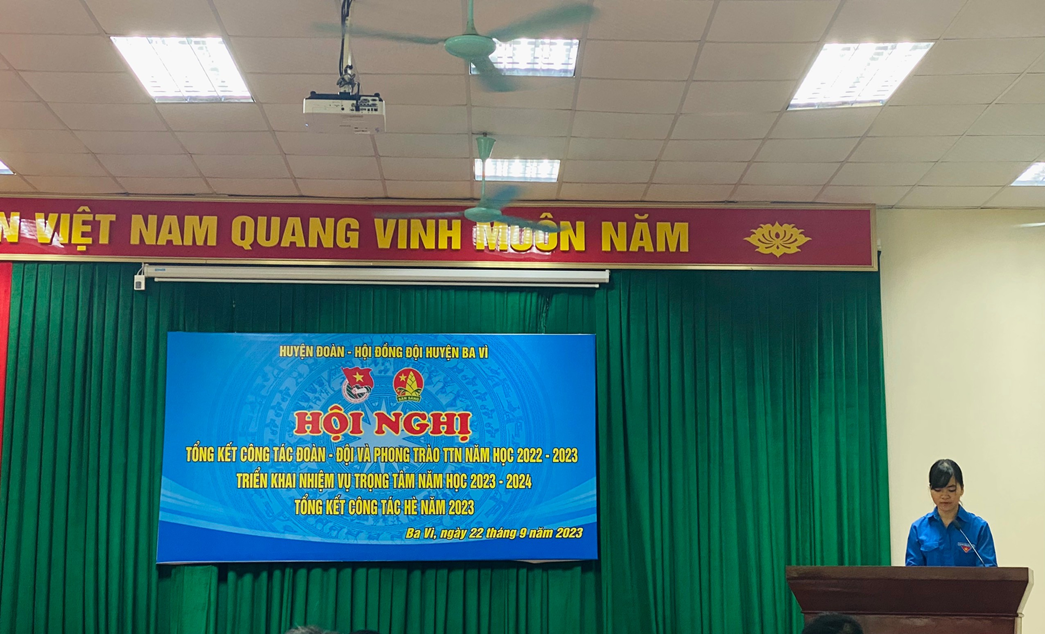 VIỆT NAM QUANG VINH MUÔN NĂM
HUYỆN ĐOÀN - HỘI ĐỒNG ĐỘI HUYỆN BA VÌ
SẴN SÀNG
HỘI NGHỊ
TỔNG KẾT CÔNG TÁC ĐOÀN - ĐỘI VÀ PHONG TRÀO TTN NĂM HỌC 2022 - 2023
TRIỂN KHAI NHIỆM VỤ TRỌNG TÂM NĂM HỌC 2023 - 2024
TỔNG KẾT CÔNG TÁC HÈ NĂM 2023
Ba Vì, ngày 22 tháng 9 năm 2023